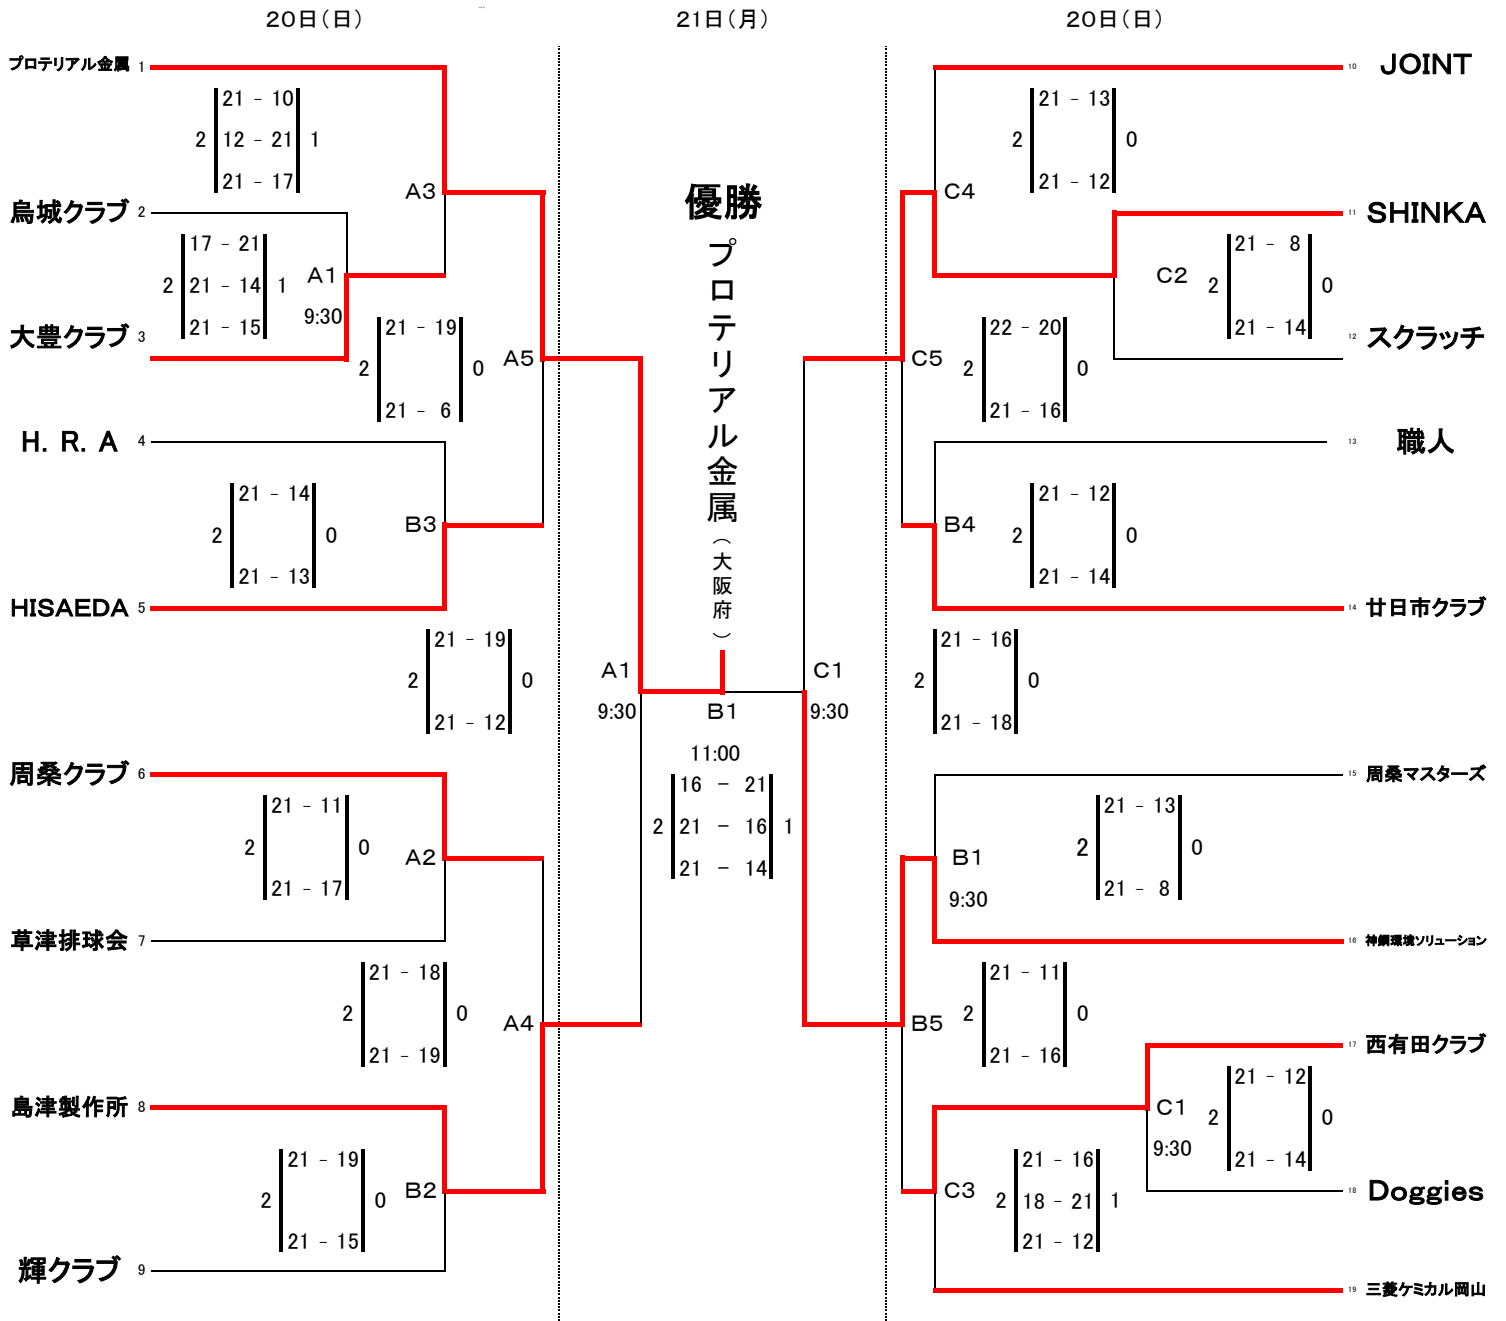 20日(日)
21日(月)
20日(日)
プロテリアル金属 1
21 - 10
2 12 - 21 1
21 - 17
A3
烏城クラブ 2
17 - 21
2 21 - 14 1
21 - 15
A1
9:30
大豊クラブ 3
21 - 19
2 0
21 - 6
A5
H.R.A 4
21 - 14
2 0
21 - 13
B3
HISAEDA 5
21 - 19
2 0
21 - 12
周桑クラブ 6
21 - 11
2 0
21 - 17
A2
草津排球会 7
21 - 18
2 0
21 - 19
A4
島津製作所 8
21 - 19
2 0
21 - 15
B2
輝クラブ 9
優勝
プロテリアル金属(大阪府)
A1
9:30
B1
11:00
16 - 21
2 21 - 16 1
21 - 14
C1
9:30
10 JOINT
21 - 13
2 0
21 - 12
C4
11 SHINKA
C2
21 - 8
2 0
21 - 14
12 スクラッチ
C5
22 - 20
2 0
21 - 16
13 職人
B4
21 - 12
2 0
21 - 14
14 廿日市クラブ
21 - 16
2 0
21 - 18
15 周桑マスターズ
21 - 13
2 0
21 - 8
B1
9:30
16 神鋼環境ソリューション
B5
21 - 11
2 0
21 - 16
17 西有田クラブ
C1
9:30
21 - 12
2 0
21 - 14
18 Doggies
C3
21 - 16
2 18 - 21 1
21 - 12
19 三菱ケミカル岡山